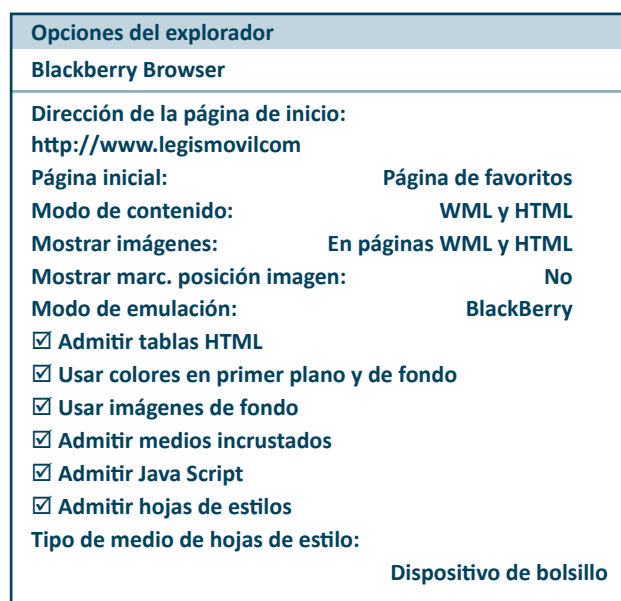 Opciones del explorador
Blackberry Browser
Dirección de la página de inicio:
http://www.legismovilcom
Página inicial: Página de favoritos
Modo de contenido: WML y HTML
Mostrar imágenes: En páginas WML y HTML
Mostrar marc. posición imagen: No
Modo de emulación: BlackBerry
☑ Admitir tablas HTML
☑ Usar colores en primer plano y de fondo
☑ Usar imágenes de fondo
☑ Admitir medios incrustados
☑ Admitir Java Script
☑ Admitir hojas de estilos
Tipo de medio de hojas de estilo:
Dispositivo de bolsillo